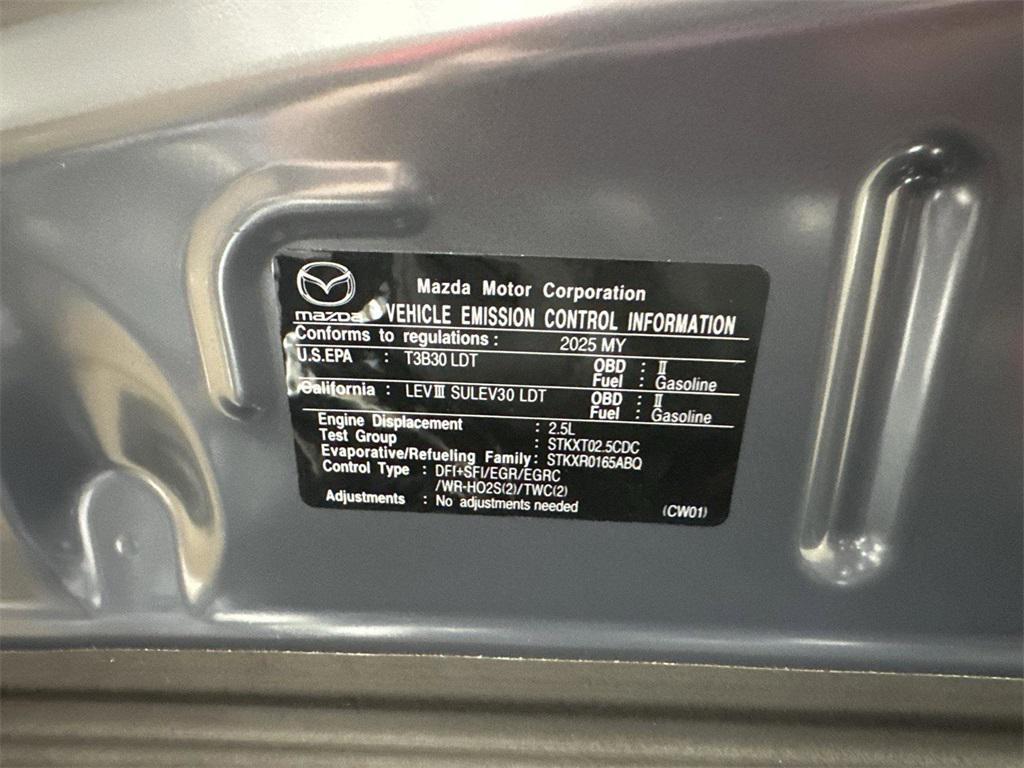 mazda
Mazda Motor Corporation
VEHICLE EMISSION CONTROL INFORMATION
Conforms to regulations : 2025 MY
U.S.EPA : T3B30 LDT OBD : Ⅱ
Fuel : Gasoline
California : LEVⅢ SULEV30 LDT OBD : Ⅱ
Fuel : Gasoline
Engine Displacement : 2.5L
Test Group : STKXT02.5CDC
Evaporative/Refueling Family: STKXR0165ABQ
Control Type : DFI+SFI/EGR/EGRC
/WR-HO2S(2)/TWC(2)
Adjustments : No adjustments needed
(CW01)